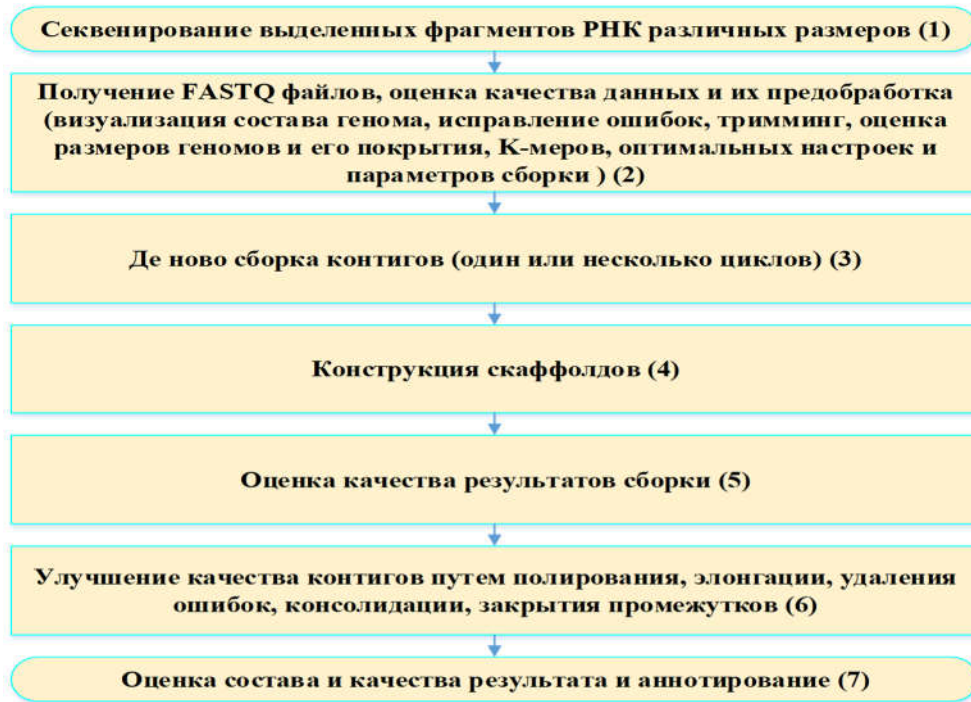 Секвенирование выделенных фрагментов РНК различных размеров (1)
Получение FASTQ файлов, оценка качества данных и их предобработка
(визуализация состава генома, исправление ошибок, тримминг, оценка
размеров геномов и его покрытия, К-меров, оптимальных настроек и
параметров сборки ) (2)
Де ново сборка контигов (один или несколько циклов) (3)
Конструкция скаффолдов (4)
Оценка качества результатов сборки (5)
Улучшение качества контигов путем полирования, элонгации, удаления
ошибок, консолидации, закрытия промежутков (6)
Оценка состава и качества результата и аннотирование (7)